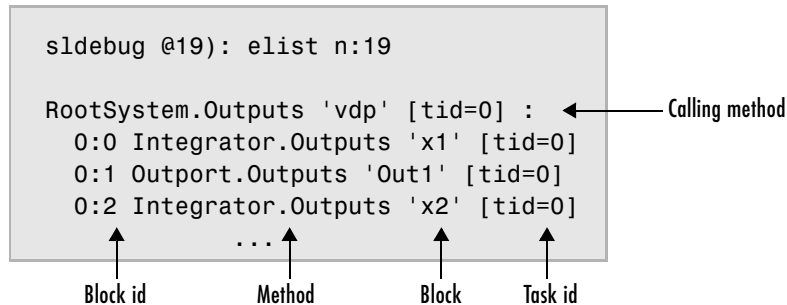 sldebug @19): elist n:19
RootSystem.Outputs 'vdp' [tid=0] :
Calling method
0:0 Integrator.Outputs 'x1' [tid=0]
0:1 Outport.Outputs 'Out1' [tid=0]
0:2 Integrator.Outputs 'x2' [tid=0]
...
Block id
Method
Block
Task id